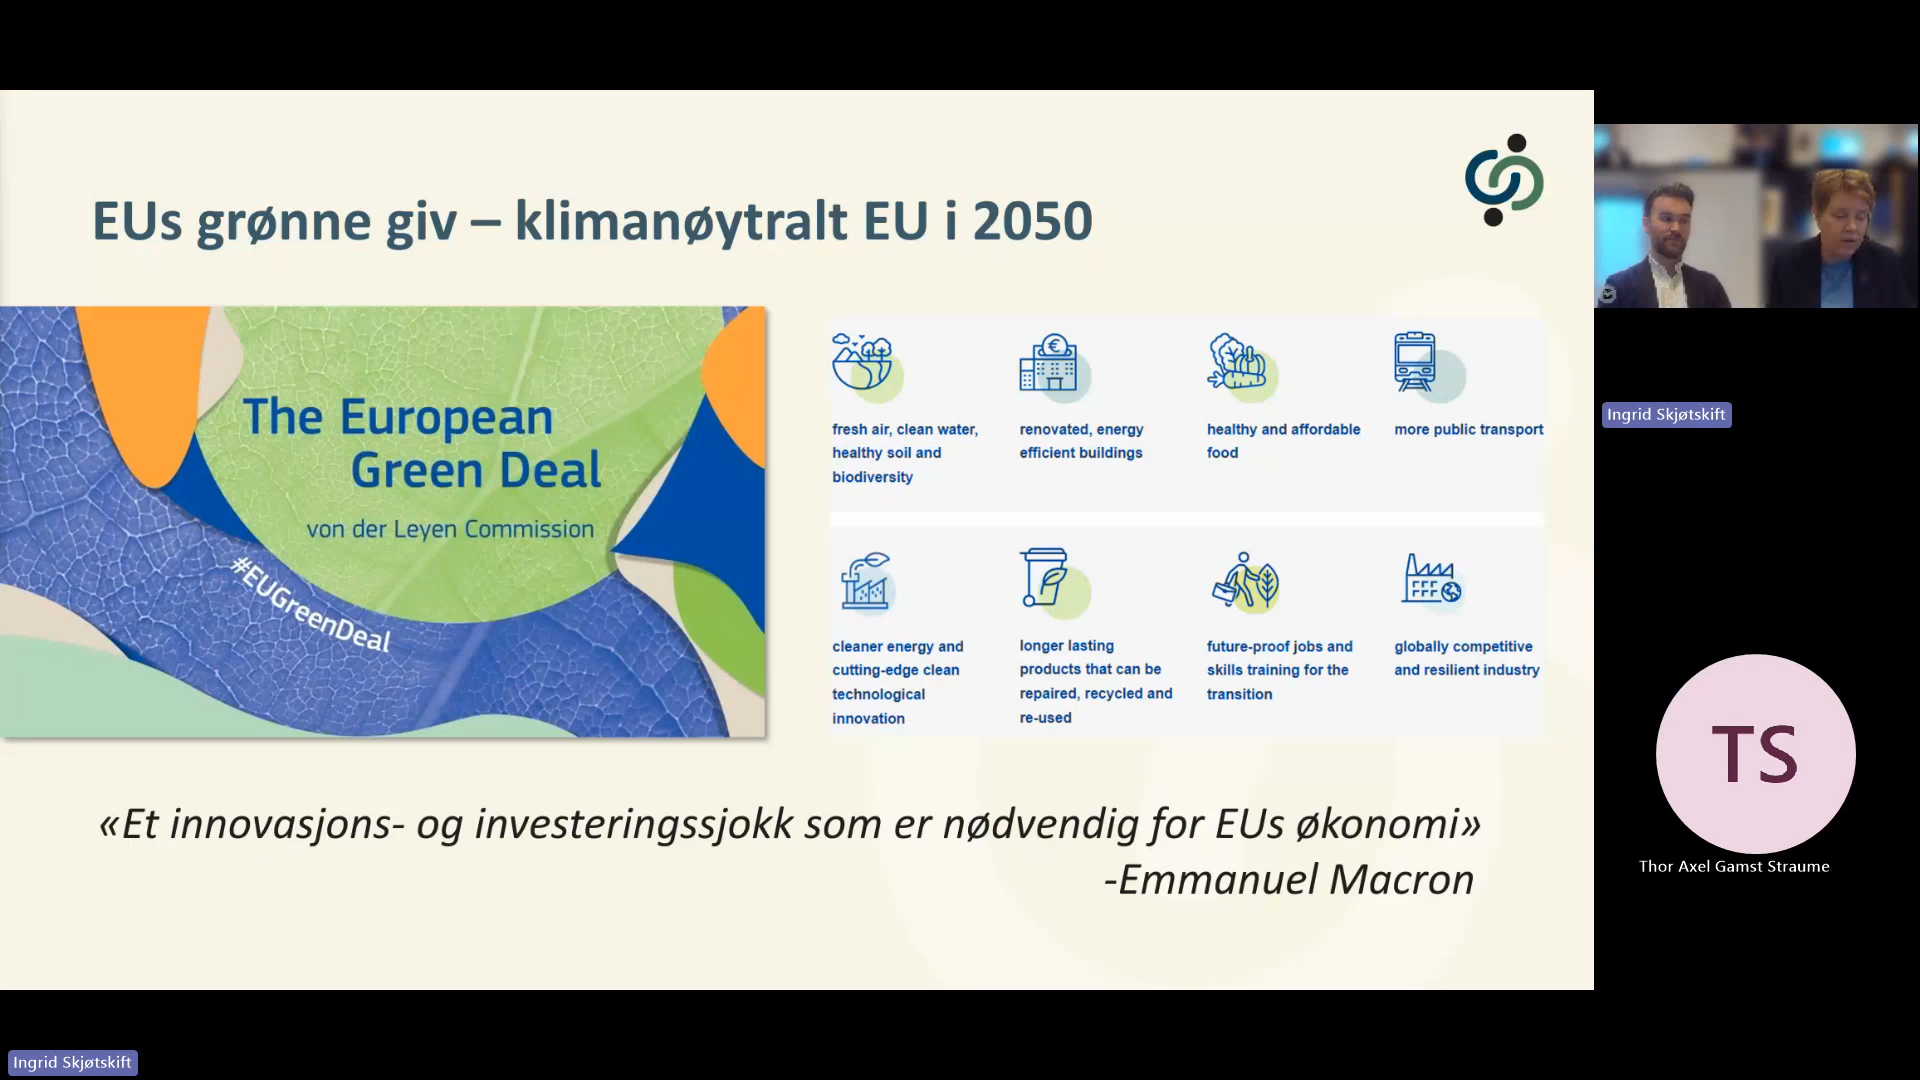 EUs grønne giv – klimanøytralt EU i 2050
The European
Green Deal
von der Leyen Commission
#EUGreenDeal
fresh air, clean water,
healthy soil and
biodiversity
renovated, energy
efficient buildings
healthy and affordable
food
more public transport
cleaner energy and
cutting-edge clean
technological
innovation
longer lasting
products that can be
repaired, recycled and
re-used
future-proof jobs and
skills training for the
transition
globally competitive
and resilient industry
«Et innovasjons- og investeringssjokk som er nødvendig for EUs økonomi»
-Emmanuel Macron
Ingrid Skjøtskift
TS
Thor Axel Gamst Straume
Ingrid Skjøtskift